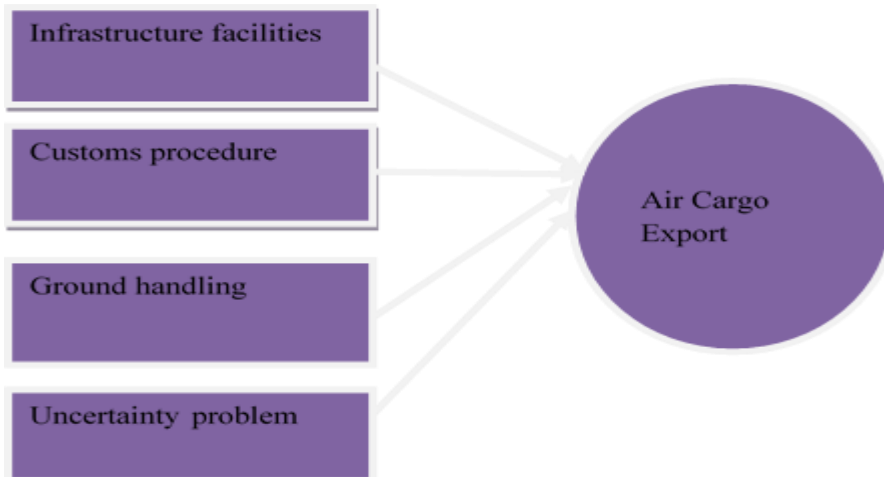 Infrastructure facilities
Customs procedure
Ground handling
Uncertainty problem
Air Cargo
Export